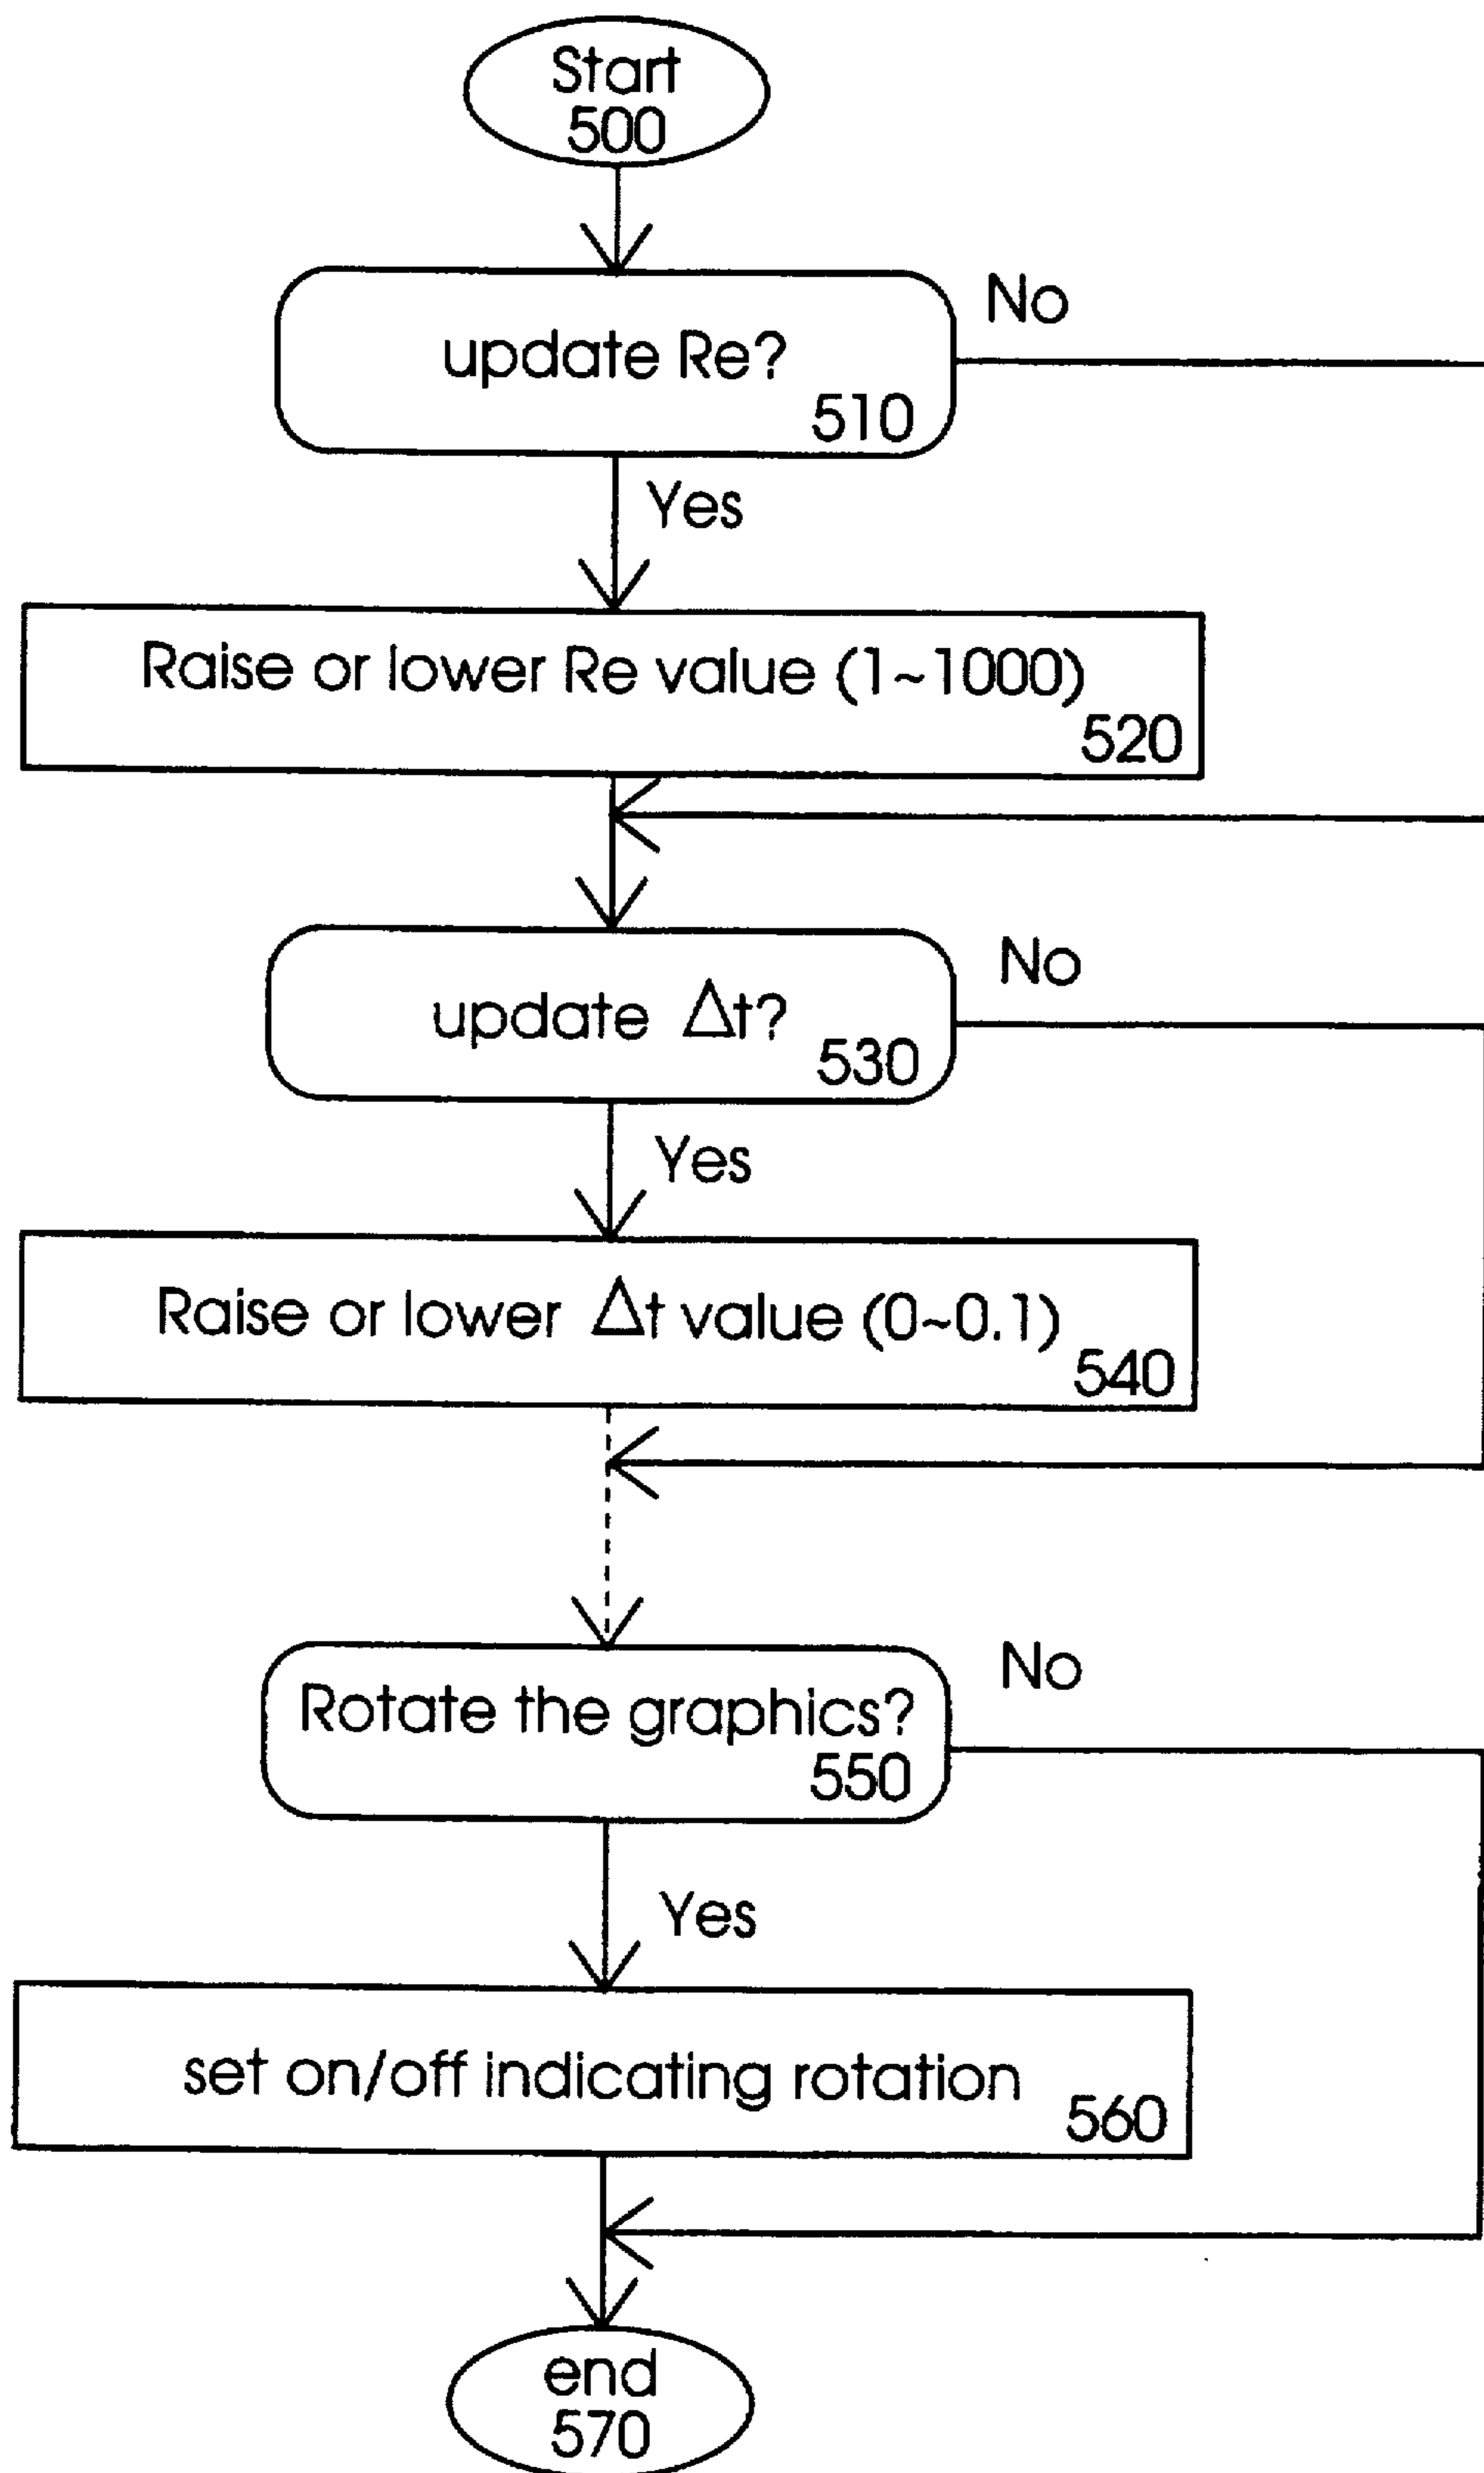 Start
500
update Re?
510
No
Yes
Raise or lower Re value (1~1000)
520
update Δt?
530
No
Yes
Raise or lower Δt value (0~0.1)
540
Rotate the graphics?
550
No
Yes
set on/off indicating rotation
560
end
570